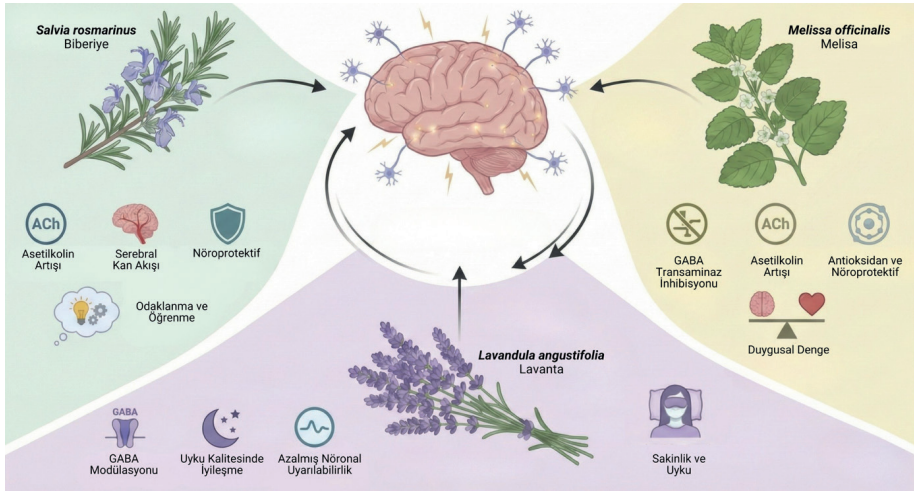 Salvia rosmarinus
Biberiye
Melissa officinalis
Melisa
ACh
Asetilkolin
Artışı
Serebral
Kan Akışı
Nöroprotektif
Odaklanma ve
Öğrenme
GABA
Transaminaz
İnhibisyonu
ACh
Asetilkolin
Artışı
Antioksidan ve
Nöroprotektif
Duygusal Denge
Lavandula angustifolia
Lavanta
GABA
GABA
Modülasyonu
Uyku Kalitesinde
İyileşme
Azalmış Nöronal
Uyarılabilirlik
Sakinlik ve
Uyku